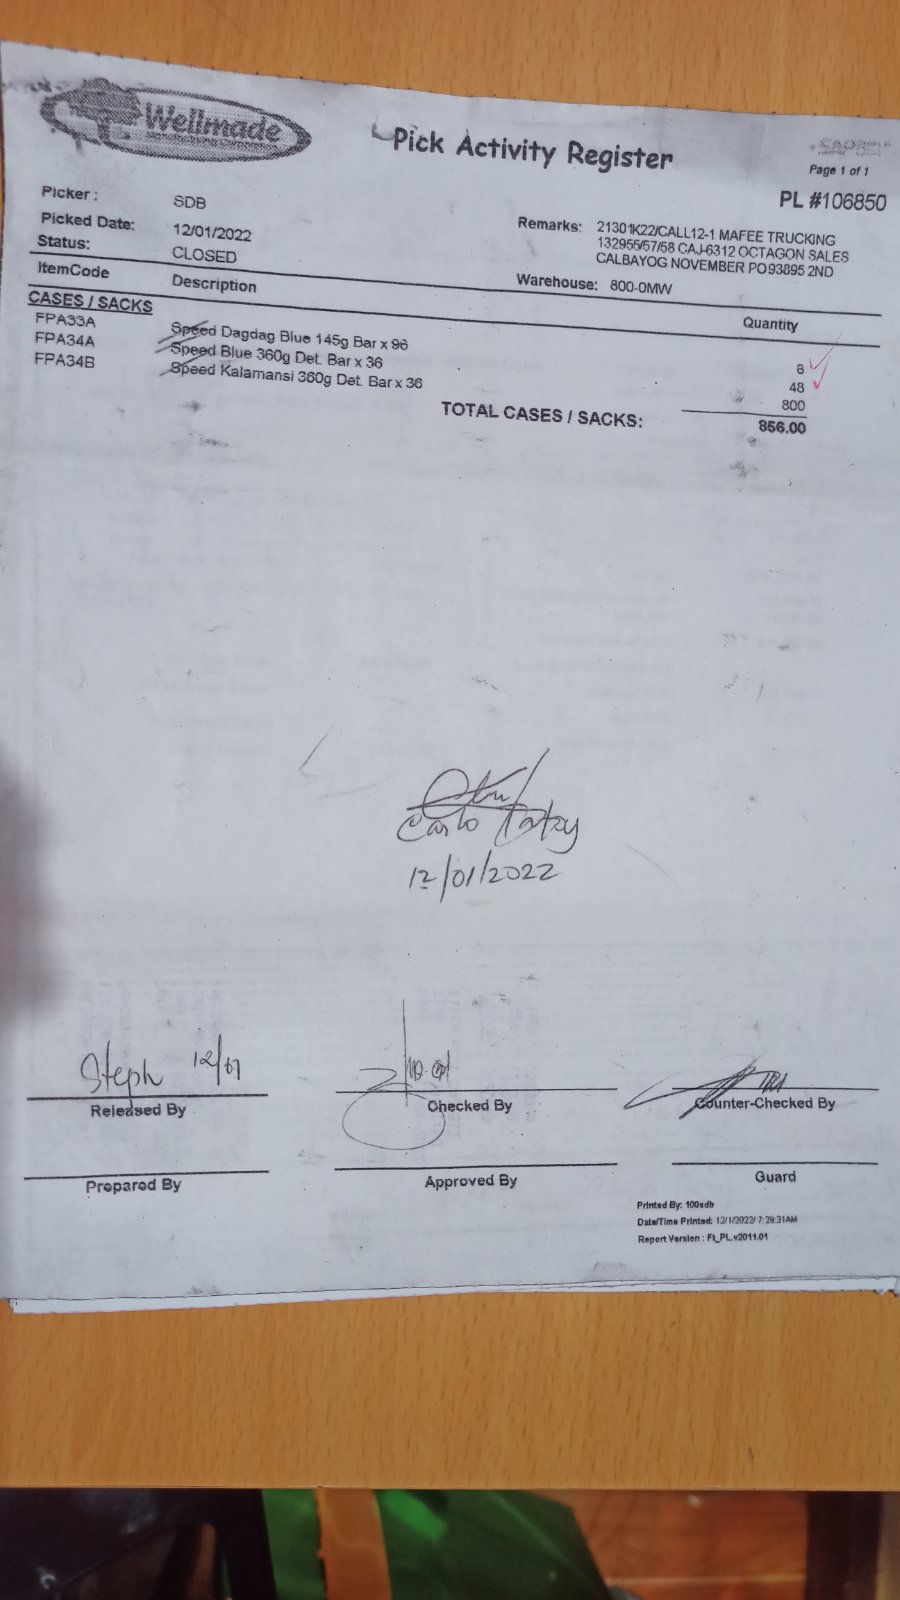 Wellmade
Pick Activity Register
Page 1 of 1
PL #106850
Picker : SDB
Picked Date: 12/01/2022
Status: CLOSED
Remarks: 21301K22/CALL12-1 MAFEE TRUCKING
132955/57/58 CAJ-6312 OCTAGON SALES
CALBAYOG NOVEMBER PO93895 2ND
Warehouse: 800-0MW
ItemCode Description Quantity
CASES / SACKS
FPA33A Speed Dagdag Blue 145g Bar x 96 8
FPA34A Speed Blue 360g Det. Bar x 36 48
FPA34B Speed Kalamansi 360g Det. Bar x 36 800
TOTAL CASES / SACKS: 856.00
Carlo
12/01/2022
Steph 12/01
Released By Checked By Counter-Checked By
Prepared By Approved By Guard
Printed By: 100sdb
Date/Time Printed: 12/1/2022/ 7:39:31AM
Report Version : Ft_PL.v2011.01